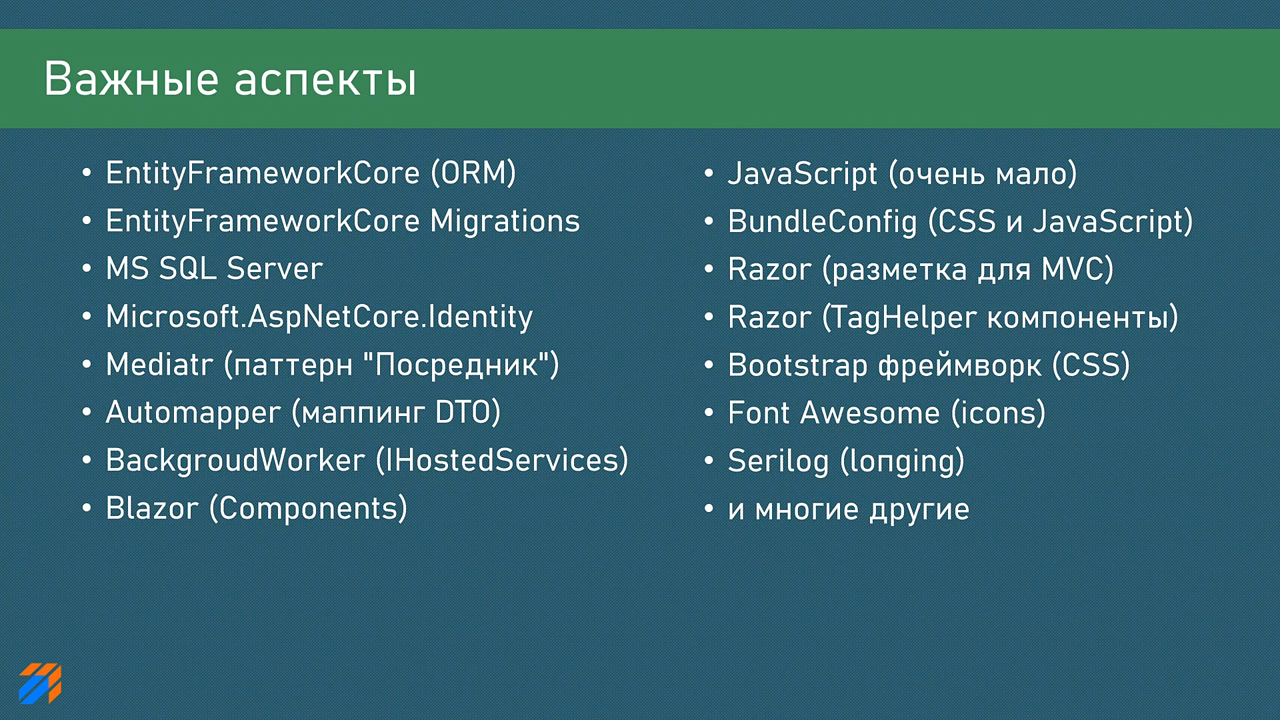 Важные аспекты
• EntityFrameworkCore (ORM)
• EntityFrameworkCore Migrations
• MS SQL Server
• Microsoft.AspNetCore.Identity
• Mediatr (паттерн "Посредник")
• Automapper (маппинг DTO)
• BackgroudWorker (IHostedServices)
• Blazor (Components)
• JavaScript (очень мало)
• BundleConfig (CSS и JavaScript)
• Razor (разметка для MVC)
• Razor (TagHelper компоненты)
• Bootstrap фреймворк (CSS)
• Font Awesome (icons)
• Serilog (loпging)
• и многие другие